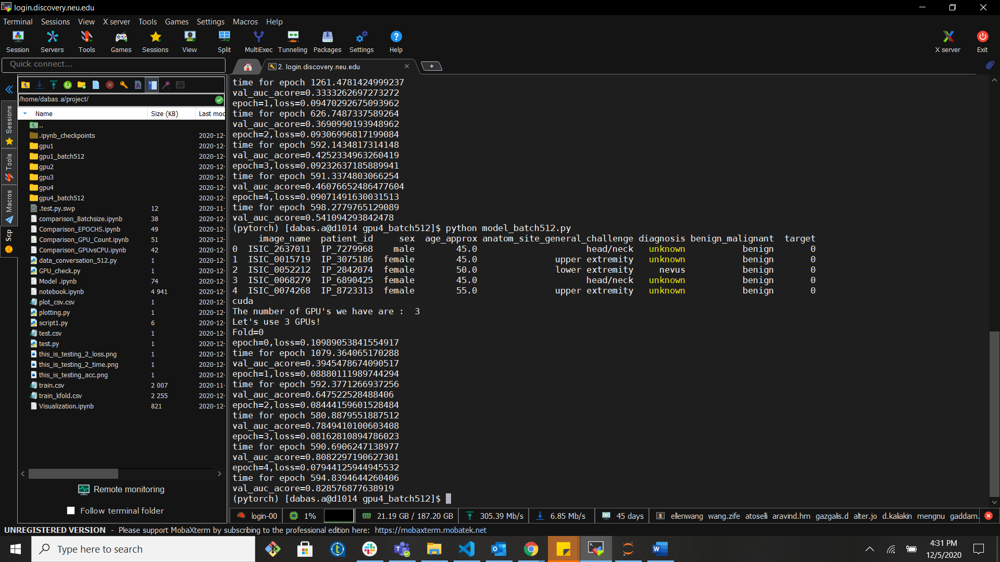 login.discovery.neu.edu
Terminal Sessions View X server Tools Games Settings Macros Help
Session Servers Tools Games Sessions View Split MultiExec Tunneling Packages Settings Help X server Exit
Quick connect...
2. login.discovery.neu.edu
/home/dabas.a/project/
Name Size (KB) Last mod
..
.ipynb_checkpoints 2020-12-
gpu1 2020-12-
gpu1_batch512 2020-12-
gpu2 2020-12-
gpu3 2020-12-
gpu4 2020-12-
gpu4_batch512 2020-12-
.test.py.swp 12 2020-11-
comparison_Batchsize.ipynb 38 2020-12-
Comparison_EPOCHS.ipynb 49 2020-12-
Comparison_GPU_Count.ipynb 51 2020-12-
Comparison_GPUvsCPU.ipynb 42 2020-12-
data_conversation_512.py 1 2020-12-
GPU_check.py 1 2020-12-
Model .ipynb 74 2020-12-
notebook.ipynb 4 941 2020-12-
plot_csv.csv 1 2020-12-
plotting.py 1 2020-12-
script1.py 6 2020-12-
test.csv 1 2020-12-
test.py 1 2020-12-
this_is_testing_2_loss.png 1 2020-12-
this_is_testing_2_time.png 1 2020-12-
this_is_testing_acc.png 1 2020-12-
train.csv 2 007 2020-11-
train_kfold.csv 2 255 2020-12-
Visualization.ipynb 821 2020-12-
Sessions
Tools
Macros
Scp
Remote monitoring
Follow terminal folder
time for epoch 1261.4781424999237
val_auc_acore=0.3333262697273272
epoch=1,loss=0.09470292675093962
time for epoch 626.7487337589264
val_auc_acore=0.3690990193948962
epoch=2,loss=0.09306996817199084
time for epoch 592.1434817314148
val_auc_acore=0.4252334963260419
epoch=3,loss=0.09232637185889941
time for epoch 591.3374803066254
val_auc_acore=0.46076652486477604
epoch=4,loss=0.09071491630031513
time for epoch 598.2779765129089
val_auc_acore=0.541094293842478
(pytorch) [dabas.a@d1014 gpu4_batch512]$ python model_batch512.py
image_name patient_id sex age_approx anatom_site_general_challenge diagnosis benign_malignant target
0 ISIC_2637011 IP_7279968 male 45.0 head/neck unknown benign 0
1 ISIC_0015719 IP_3075186 female 45.0 upper extremity unknown benign 0
2 ISIC_0052212 IP_2842074 female 50.0 lower extremity nevus benign 0
3 ISIC_0068279 IP_6890425 female 45.0 head/neck unknown benign 0
4 ISIC_0074268 IP_8723313 female 55.0 upper extremity unknown benign 0
cuda
The number of GPU's we have are : 3
Let's use 3 GPUs!
Fold=0
epoch=0,loss=0.10989053841554917
time for epoch 1079.364065170288
val_auc_acore=0.3945478674090517
epoch=1,loss=0.08880111989744294
time for epoch 592.3771266937256
val_auc_acore=0.647522528488406
epoch=2,loss=0.08444159601528484
time for epoch 580.8879551887512
val_auc_acore=0.7849410100603408
epoch=3,loss=0.08162810894786023
time for epoch 590.6906247138977
val_auc_acore=0.8082297190627301
epoch=4,loss=0.07944125944945532
time for epoch 594.8394644260406
val_auc_acore=0.828576877638919
(pytorch) [dabas.a@d1014 gpu4_batch512]$
login-00 1% 21.19 GB / 187.20 GB 305.39 Mb/s 6.85 Mb/s 45 days ellenwang wang.zife atoselli aravind.hm gazgalis.d alter.jo d.kaliakin mengnu gaddam.
UNREGISTERED VERSION - Please support MobaXterm by subscribing to the professional edition here: https://mobaxterm.mobatek.net
Type here to search
4:31 PM
12/5/2020